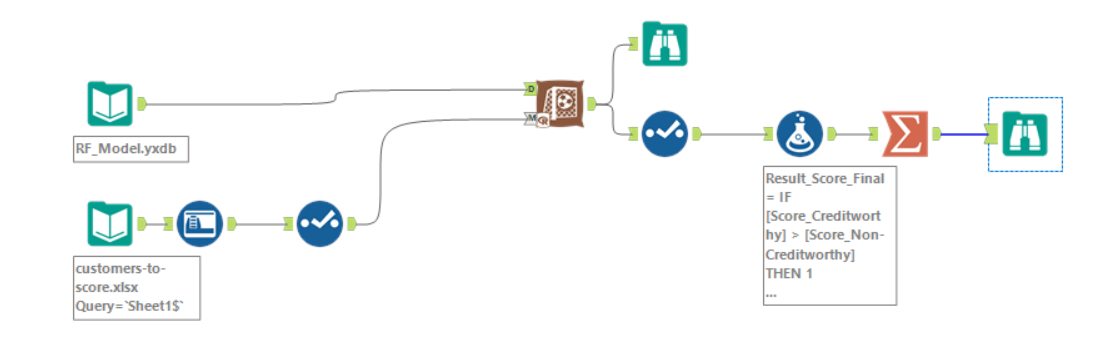 D
M
R
RF_Model.yxdb
customers-to-
score.xlsx
Query=`Sheet1$`
Result_Score_Final
= IF
[Score_Creditwort
hy] > [Score_Non-
Creditworthy]
THEN 1
...